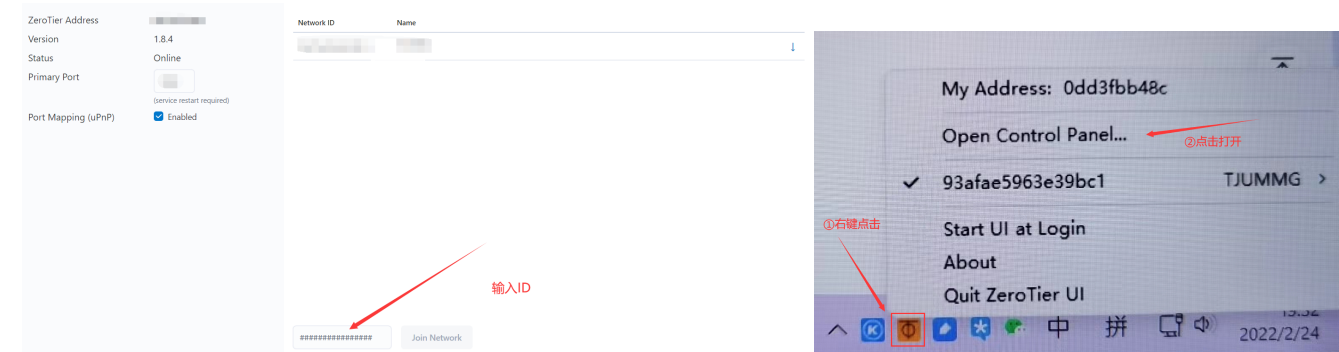 ZeroTier Address
Version 1.8.4
Status Online
Primary Port
(service restart required)
Port Mapping (uPnP) Enabled
Network ID Name
输入ID
################
Join Network
My Address: 0dd3fbb48c
Open Control Panel...
②点击打开
93afae5963e39bc1 TJUMMG
①右键点击
Start UI at Login
About
Quit ZeroTier UI
中 拼
2022/2/24